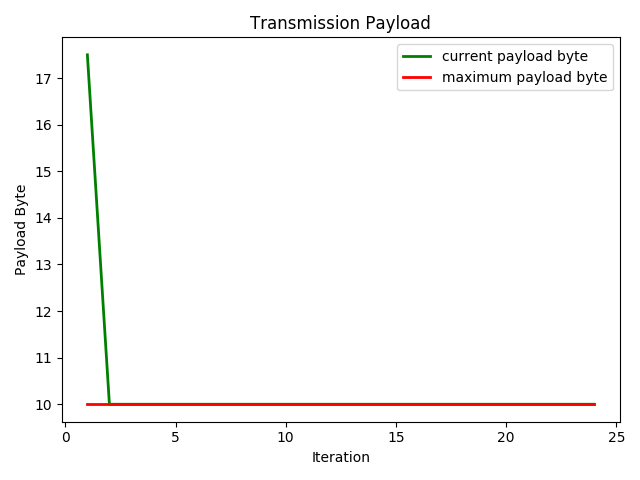 Transmission Payload
current payload byte
maximum payload byte
Payload Byte
17
16
15
14
13
12
11
10
0 5 10 15 20 25
Iteration